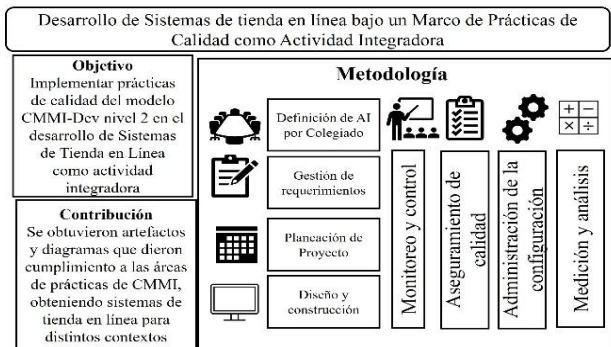 Desarrollo de Sistemas de tienda en línea bajo un Marco de Prácticas de
Calidad como Actividad Integradora
Objetivo
Implementar prácticas
de calidad del modelo
CMMI-Dev nivel 2 en el
desarrollo de Sistemas
de Tienda en Línea
como actividad
integradora
Contribución
Se obtuvieron artefactos
y diagramas que dieron
cumplimiento a las áreas
de prácticas de CMMI,
obteniendo sistemas de
tienda en línea para
distintos contextos
Metodología
Definición de AI
por Colegiado
Gestión de
requerimientos
Planeación de
Proyecto
Diseño y
construcción
Monitoreo y control
Aseguramiento de
calidad
Administración de la
configuración
Medición y análisis